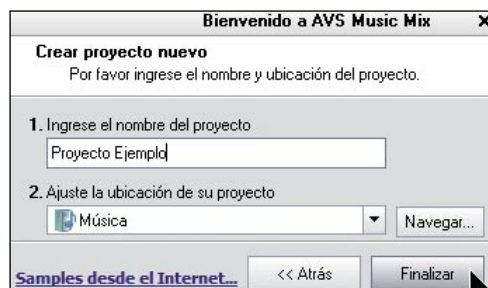 Bienvenido a AVS Music Mix
Crear proyecto nuevo
Por favor ingrese el nombre y ubicación del proyecto.
1. Ingrese el nombre del proyecto
Proyecto Ejemplo
2. Ajuste la ubicación de su proyecto
Música
Navegar...
Samples desde el Internet... << Atrás Finalizar